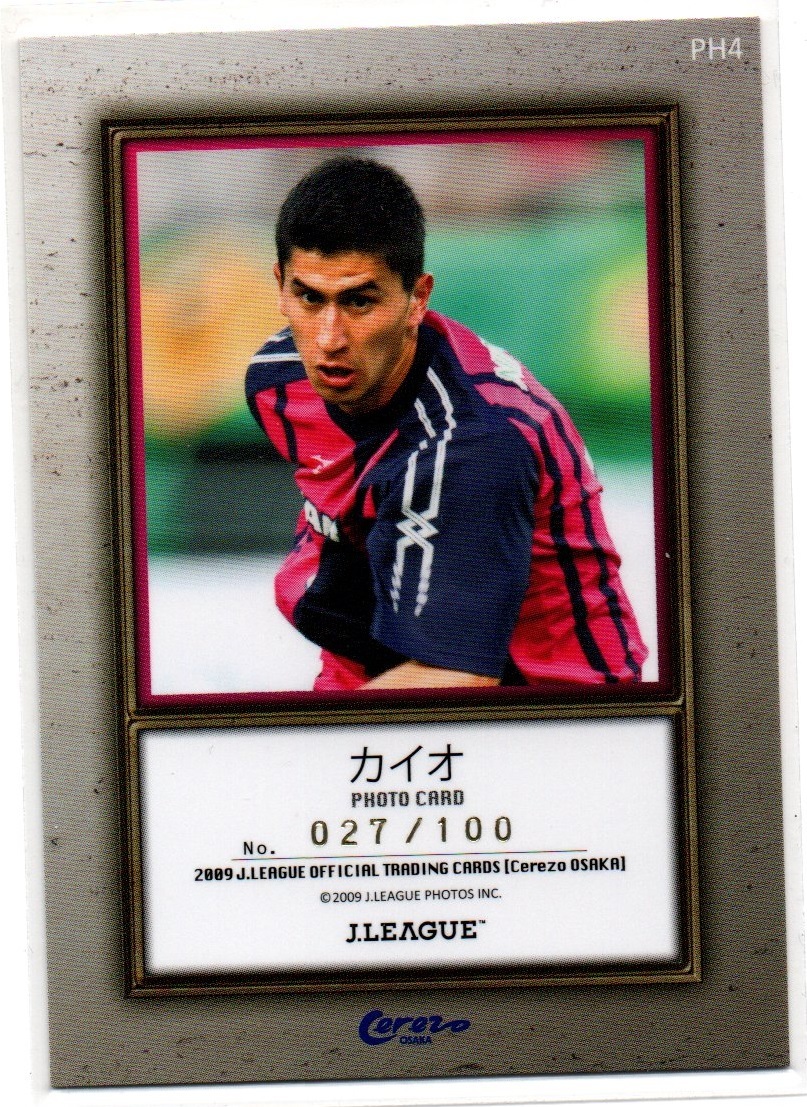 PH4
カイオ
PHOTO CARD
No. 027/100
2009 J.LEAGUE OFFICIAL TRADING CARDS [Cerezo OSAKA]
©2009 J.LEAGUE PHOTOS INC.
J.LEAGUE™
Cerezo
OSAKA